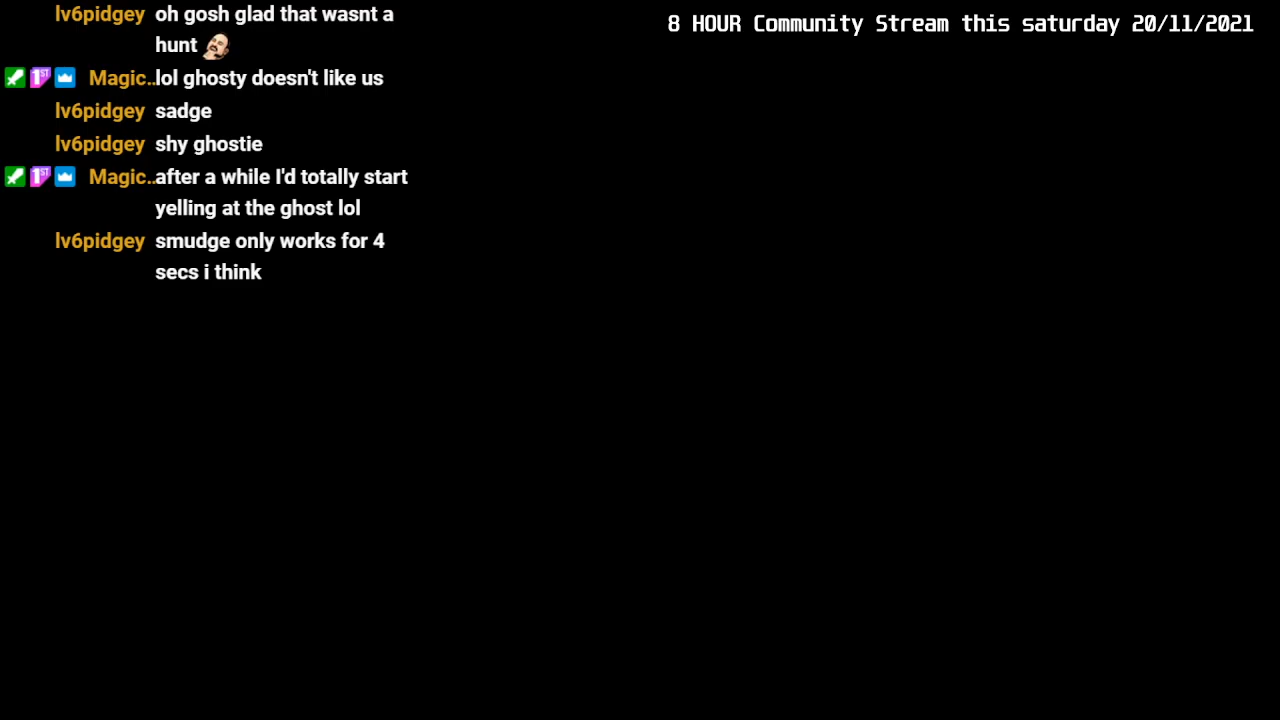 lv6pidgey oh gosh glad that wasnt a
hunt
8 HOUR Community Stream this saturday 20/11/2021
1ST Magic..lol ghosty doesn't like us
lv6pidgey sadge
lv6pidgey shy ghostie
1ST Magic..after a while I'd totally start
yelling at the ghost lol
lv6pidgey smudge only works for 4
secs i think